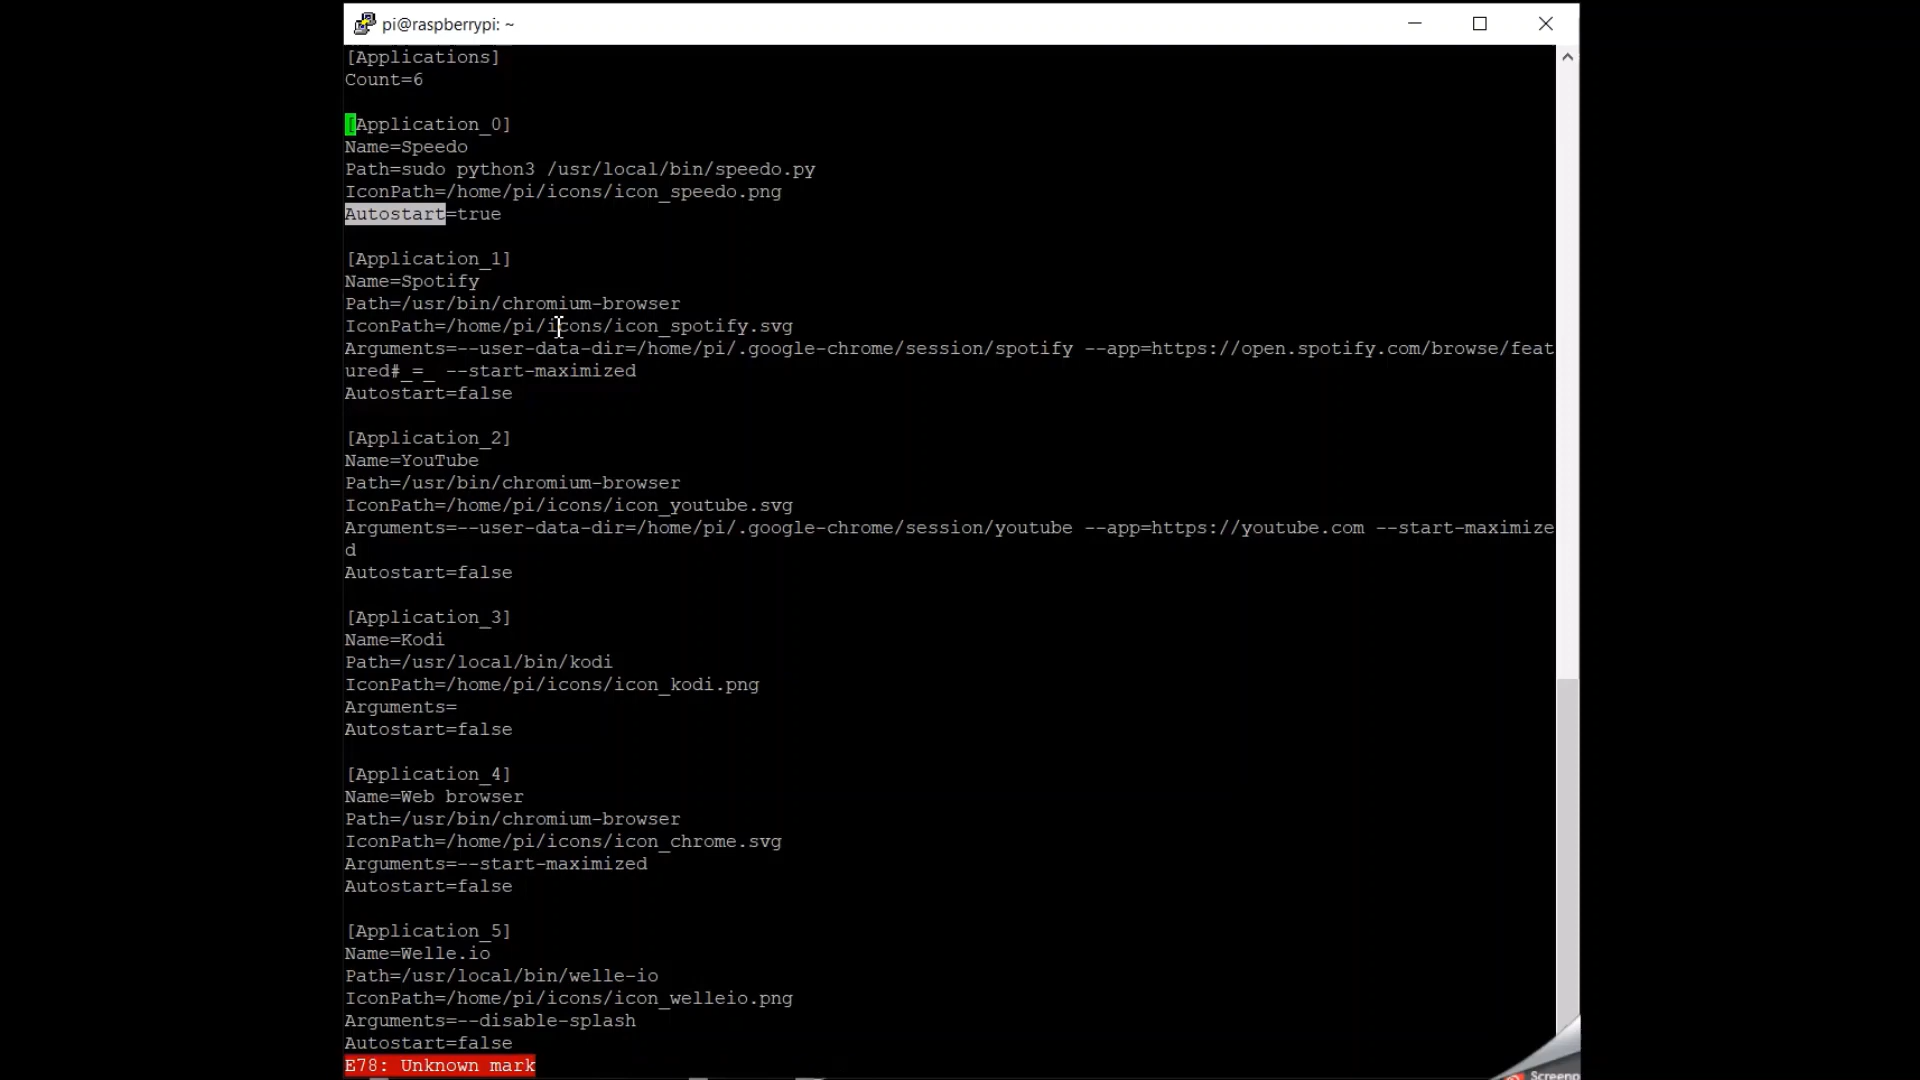 pi@raspberrypi: ~
[Applications]
Count=6
[Application_0]
Name=Speedo
Path=sudo python3 /usr/local/bin/speedo.py
IconPath=/home/pi/icons/icon_speedo.png
Autostart=true
[Application_1]
Name=Spotify
Path=/usr/bin/chromium-browser
IconPath=/home/pi/icons/icon_spotify.svg
Arguments=--user-data-dir=/home/pi/.google-chrome/session/spotify --app=https://open.spotify.com/browse/feat
ured#_=_ --start-maximized
Autostart=false
[Application_2]
Name=YouTube
Path=/usr/bin/chromium-browser
IconPath=/home/pi/icons/icon_youtube.svg
Arguments=--user-data-dir=/home/pi/.google-chrome/session/youtube --app=https://youtube.com --start-maximize
d
Autostart=false
[Application_3]
Name=Kodi
Path=/usr/local/bin/kodi
IconPath=/home/pi/icons/icon_kodi.png
Arguments=
Autostart=false
[Application_4]
Name=Web browser
Path=/usr/bin/chromium-browser
IconPath=/home/pi/icons/icon_chrome.svg
Arguments=--start-maximized
Autostart=false
[Application_5]
Name=Welle.io
Path=/usr/local/bin/welle-io
IconPath=/home/pi/icons/icon_welleio.png
Arguments=--disable-splash
Autostart=false
E78: Unknown mark